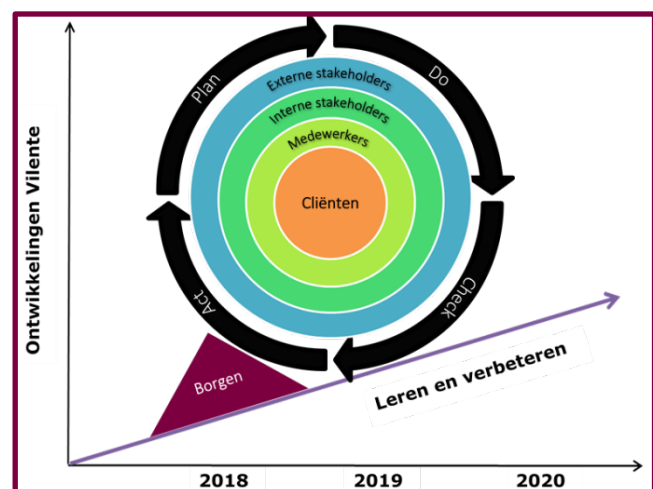 Plan
Do
Externe stakeholders
Interne stakeholders
Medewerkers
Cliënten
Act
Check
Borgen
Leren en verbeteren
Ontwikkelingen Vilente
2018
2019
2020